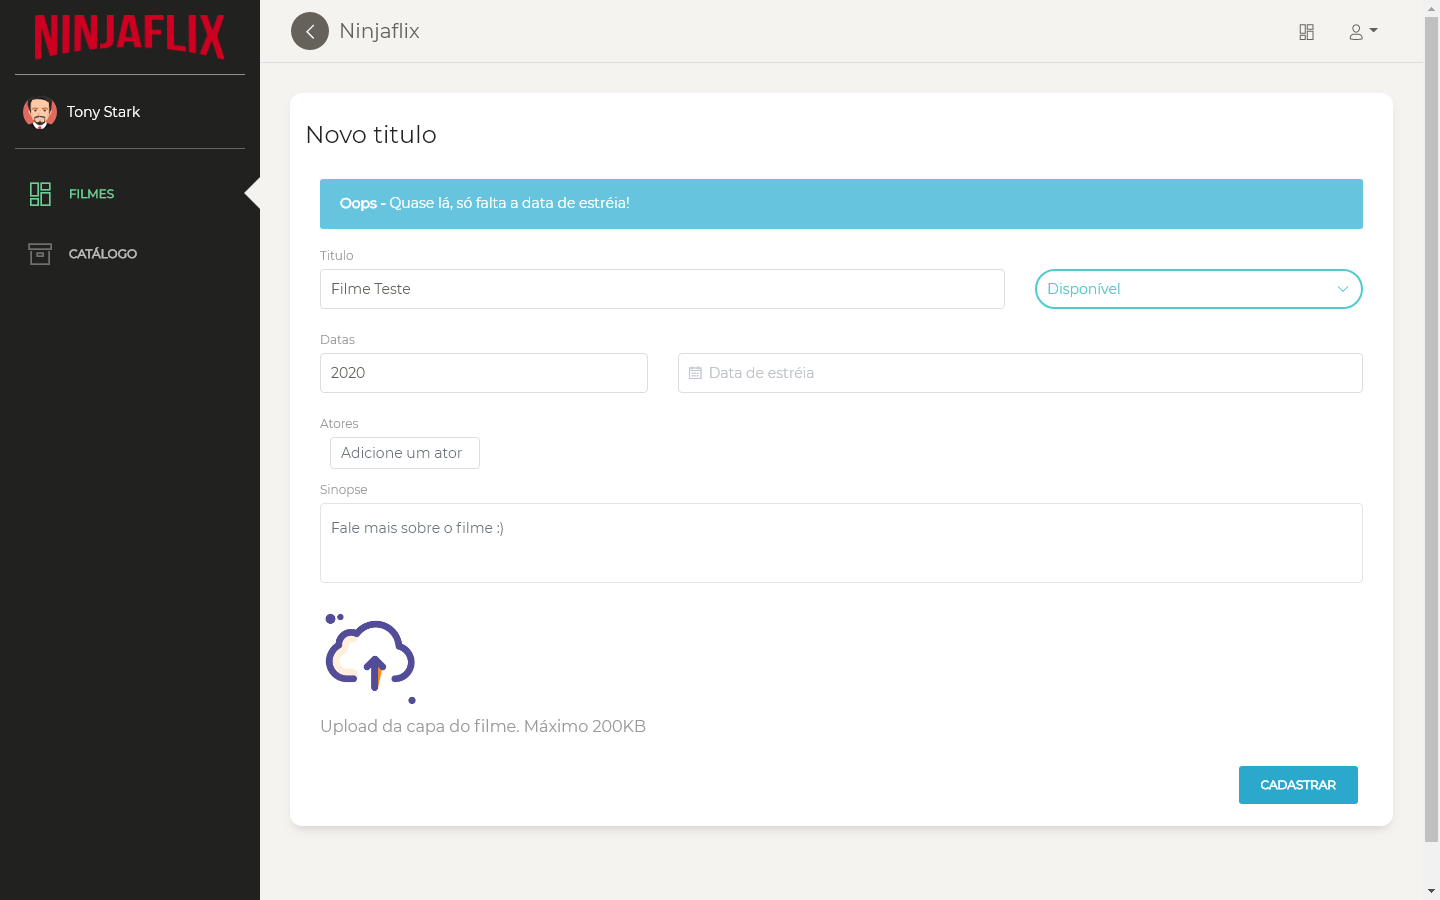 NINJAFLIX
Ninjaflix
Tony Stark
FILMES
CATÁLOGO
Novo titulo
Oops - Quase lá, só falta a data de estréia!
Titulo
Filme Teste
Disponível
Datas
2020
Data de estréia
Atores
Adicione um ator
Sinopse
Fale mais sobre o filme :)
Upload da capa do filme. Máximo 200KB
CADASTRAR